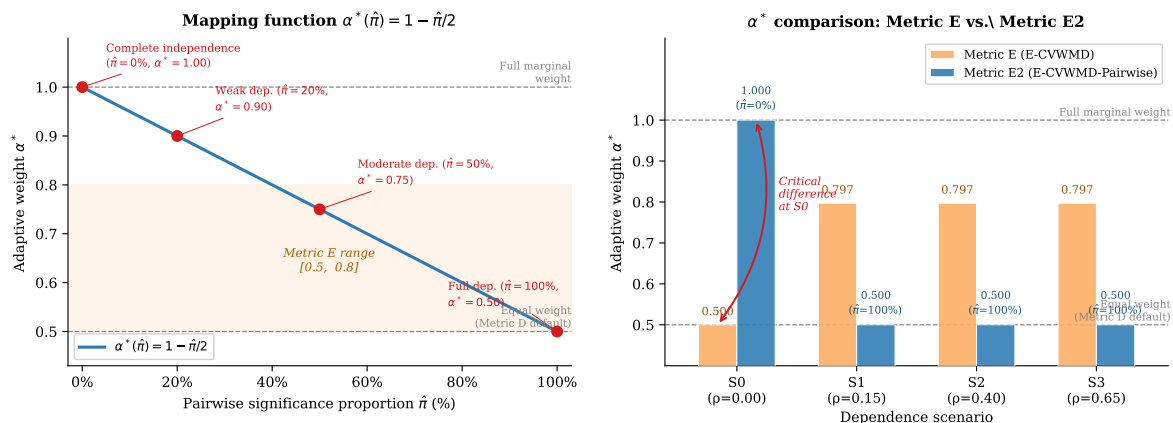 Mapping function α*(π̂) = 1 − π̂/2
Complete independence
(π̂=0%, α* = 1.00)
Full marginal
weight
Weak dep. (π̂=20%,
α* = 0.90)
Moderate dep. (π̂=50%,
α* = 0.75)
Metric E range
[0.5, 0.8]
Full dep. (π̂=100%,
α* = 0.50)
Equal weight
(Metric D default)
α*(π̂) = 1 − π̂/2
1.0
0.9
0.8
0.7
0.6
0.5
Adaptive weight α*
0% 20% 40% 60% 80% 100%
Pairwise significance proportion π̂ (%)
α* comparison: Metric E vs.\ Metric E2
Metric E (E-CVWMD)
Metric E2 (E-CVWMD-Pairwise)
1.000
(π̂=0%)
Full marginal weight
Critical
difference
at S0
0.797 0.797 0.797
0.500
0.500 0.500 0.500
(π̂=100%) (π̂=100%) (π̂=100%)
Equal weight
(Metric D default)
1.0
0.9
0.8
0.7
0.6
0.5
Adaptive weight α*
S0 S1 S2 S3
(ρ=0.00) (ρ=0.15) (ρ=0.40) (ρ=0.65)
Dependence scenario